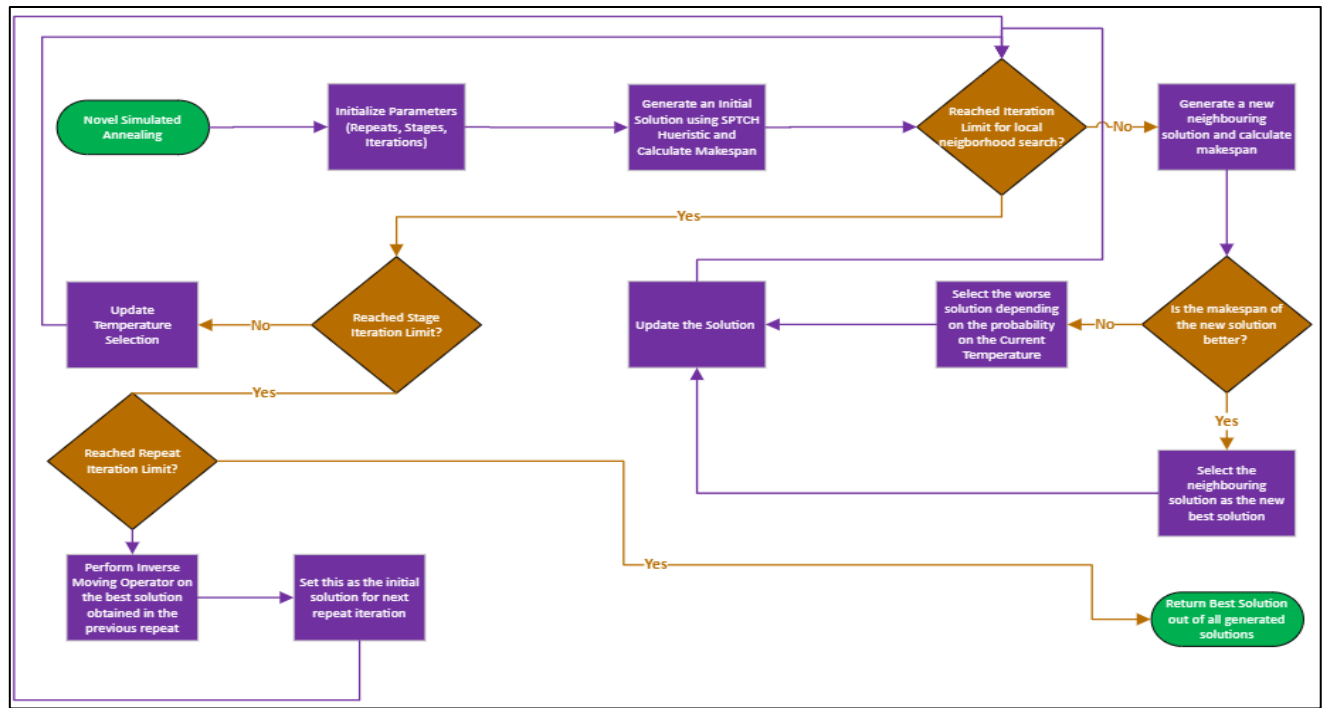 Novel Simulated
Annealing
Initialize Parameters
(Repeats, Stages,
Iterations)
Generate an Initial
Solution using SPTCH
Hueristic and
Calculate Makespan
Reached Iteration
Limit for local
neigborhood search?
No
Generate a new
neighbouring
solution and calculate
makespan
Yes
Update
Temperature
Selection
No
Reached Stage
Iteration Limit?
Update the Solution
Select the worse
solution depending
on the probability
on the Current
Temperature
No
Is the makespan of
the new solution
better?
Yes
Yes
Reached Repeat
Iteration Limit?
Select the
neighbouring
solution as the new
best solution
Perform Inverse
Moving Operator on
the best solution
obtained in the
previous repeat
Set this as the initial
solution for next
repeat iteration
Yes
Return Best Solution
out of all generated
solutions